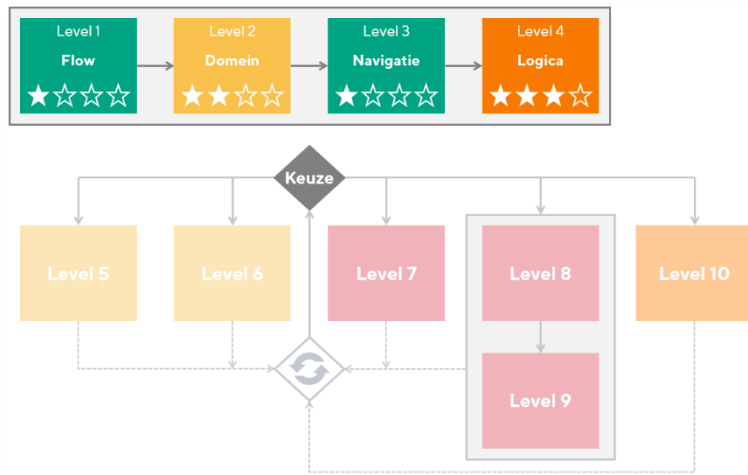 Level 1
Flow
Level 2
Domein
Level 3
Navigatie
Level 4
Logica
Keuze
Level 5
Level 6
Level 7
Level 8
Level 10
Level 9